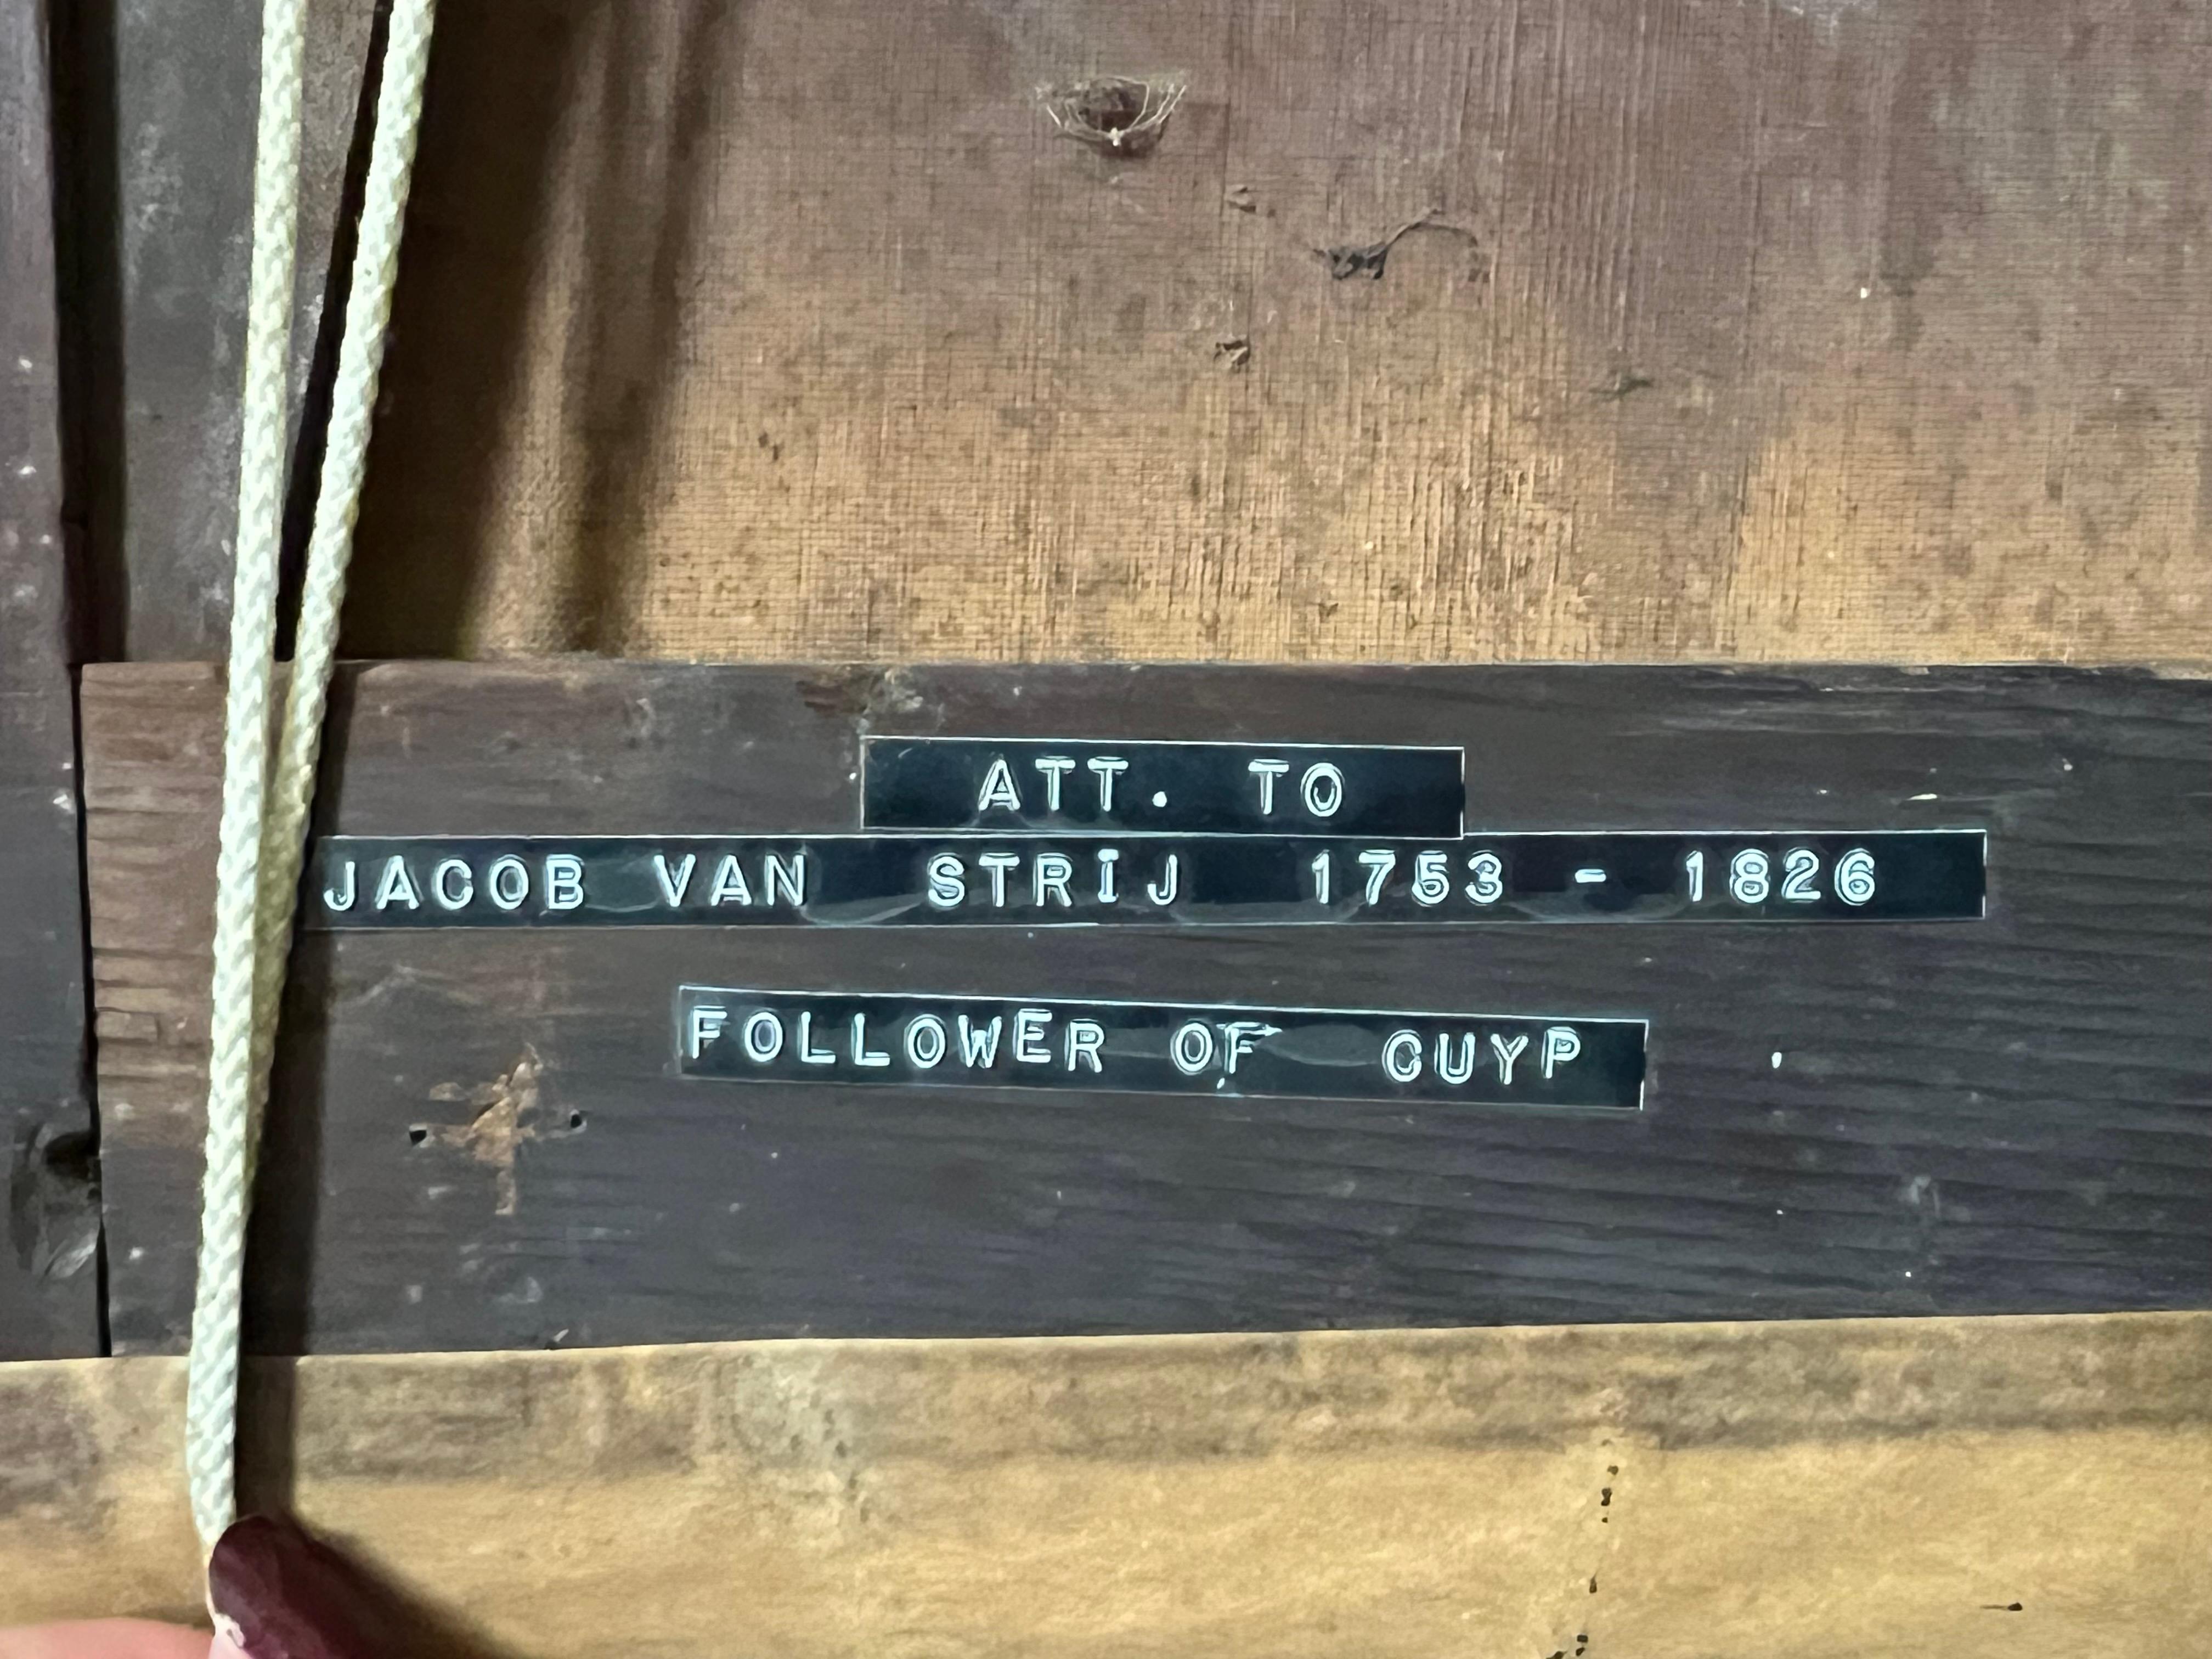 ATT. TO
JACOB VAN STRIJ 1753 - 1826
FOLLOWER OF CUYP